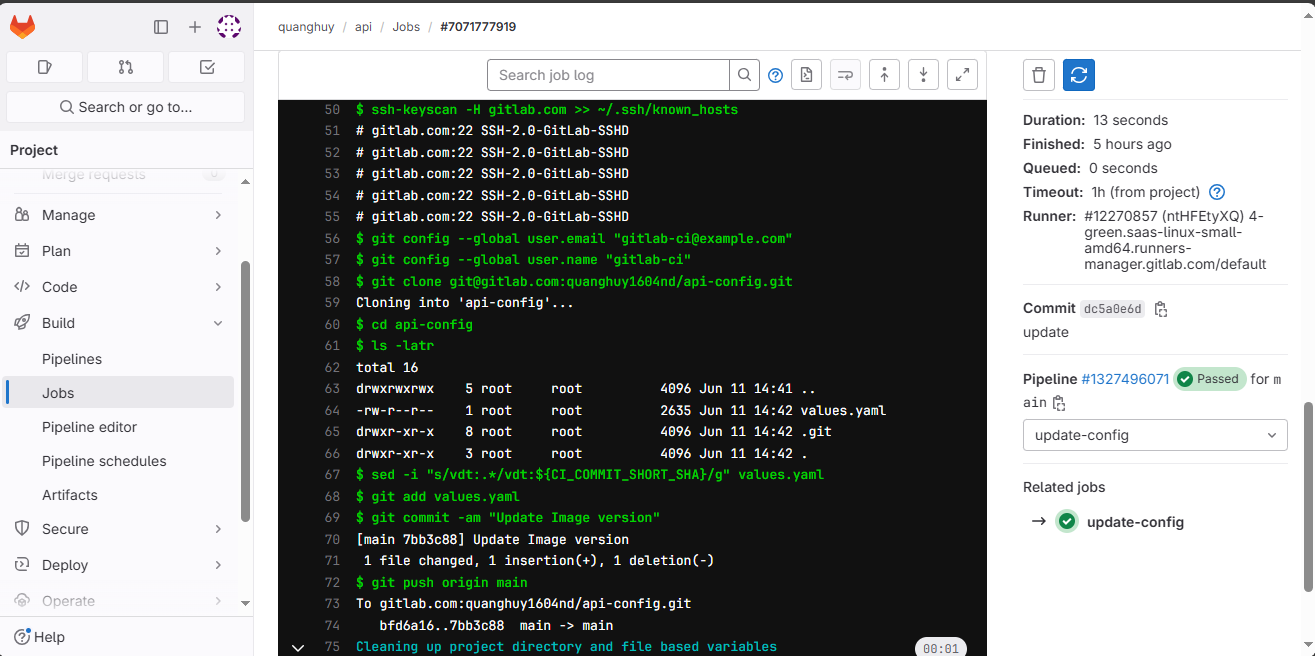 quanghuy / api / Jobs / #7071777919
Search or go to...
Project
Merge requests 0
Manage
Plan
Code
Build
Pipelines
Jobs
Pipeline editor
Pipeline schedules
Artifacts
Secure
Deploy
Operate
Help
Search job log
50 $ ssh-keyscan -H gitlab.com >> ~/.ssh/known_hosts
51 # gitlab.com:22 SSH-2.0-GitLab-SSHD
52 # gitlab.com:22 SSH-2.0-GitLab-SSHD
53 # gitlab.com:22 SSH-2.0-GitLab-SSHD
54 # gitlab.com:22 SSH-2.0-GitLab-SSHD
55 # gitlab.com:22 SSH-2.0-GitLab-SSHD
56 $ git config --global user.email "gitlab-ci@example.com"
57 $ git config --global user.name "gitlab-ci"
58 $ git clone git@gitlab.com:quanghuy1604nd/api-config.git
59 Cloning into 'api-config'...
60 $ cd api-config
61 $ ls -latr
62 total 16
63 drwxrwxrwx 5 root root 4096 Jun 11 14:41 ..
64 -rw-r--r-- 1 root root 2635 Jun 11 14:42 values.yaml
65 drwxr-xr-x 8 root root 4096 Jun 11 14:42 .git
66 drwxr-xr-x 3 root root 4096 Jun 11 14:42 .
67 $ sed -i "s/vdt:.*/vdt:${CI_COMMIT_SHORT_SHA}/g" values.yaml
68 $ git add values.yaml
69 $ git commit -am "Update Image version"
70 [main 7bb3c88] Update Image version
71 1 file changed, 1 insertion(+), 1 deletion(-)
72 $ git push origin main
73 To gitlab.com:quanghuy1604nd/api-config.git
74 bfd6a16..7bb3c88 main -> main
75 Cleaning up project directory and file based variables 00:01
Duration: 13 seconds
Finished: 5 hours ago
Queued: 0 seconds
Timeout: 1h (from project)
Runner: #12270857 (ntHFEtyXQ) 4-
green.saas-linux-small-
amd64.runners-
manager.gitlab.com/default
Commit dc5a0e6d
update
Pipeline #1327496071 Passed for m
ain
update-config
Related jobs
→ update-config